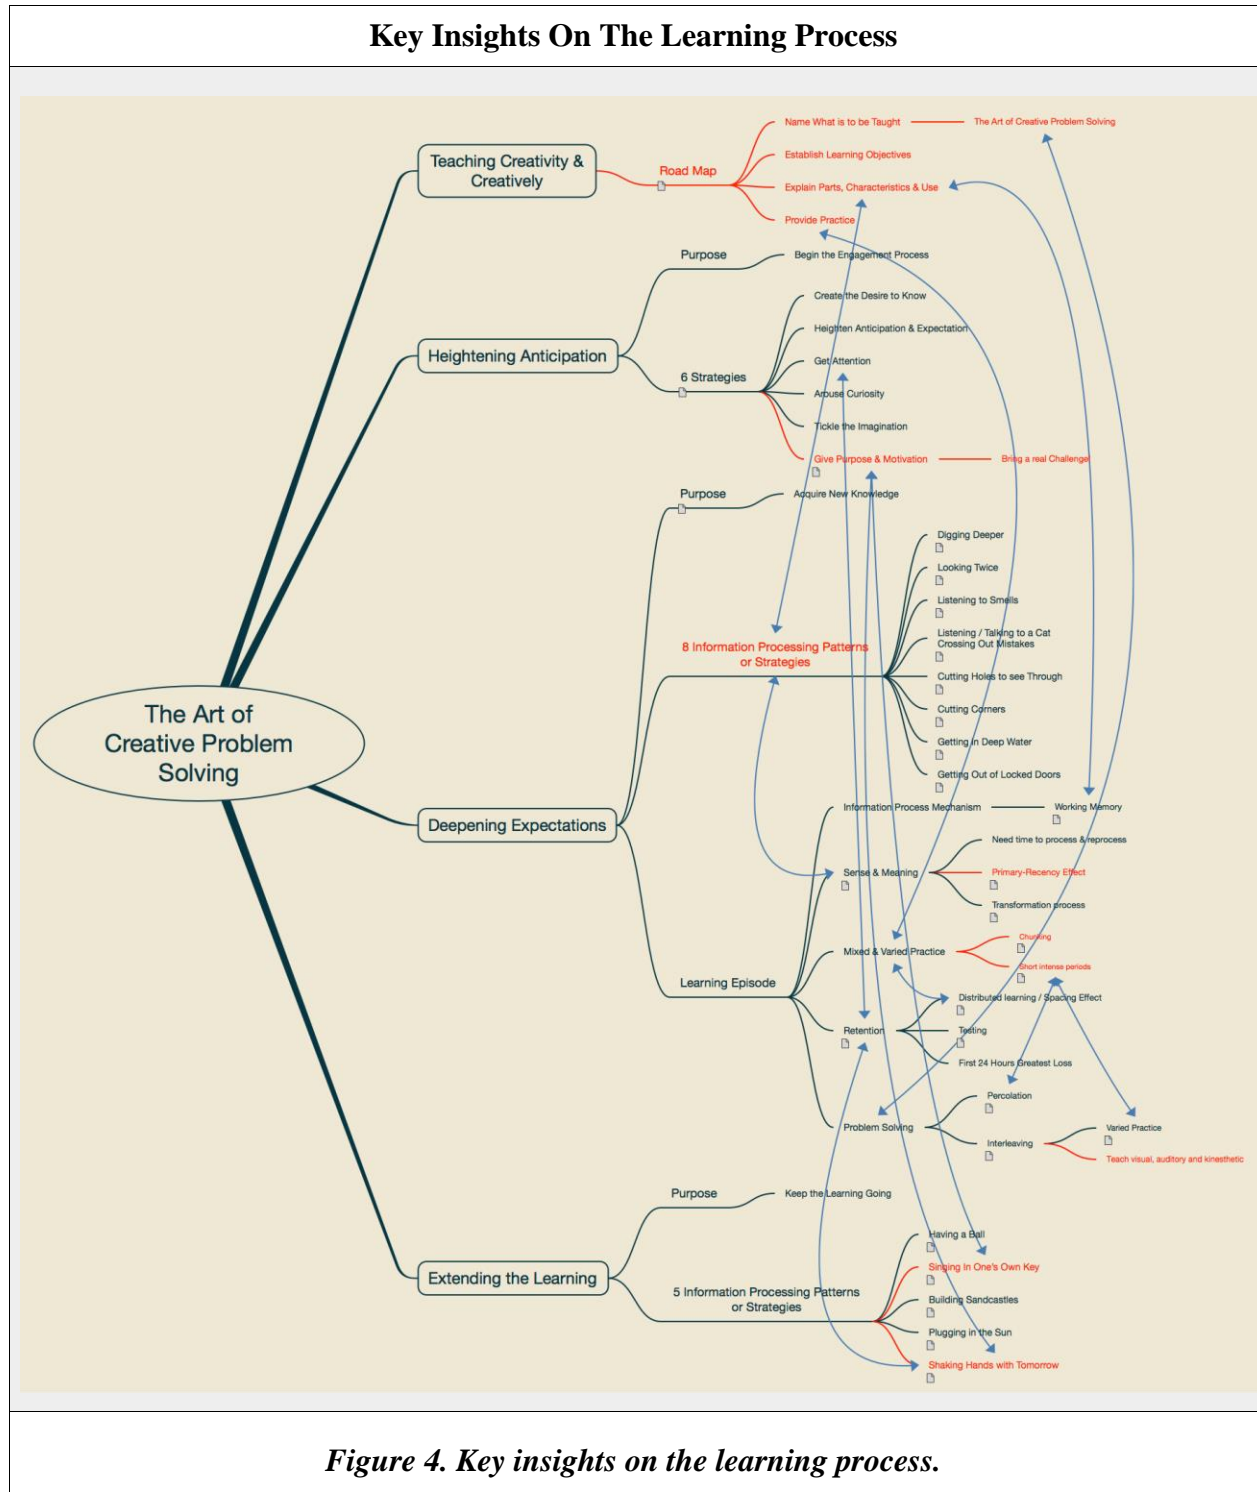 Key Insights On The Learning Process
Name What is to be Taught
The Art of Creative Problem Solving
Teaching Creativity &
Creatively
Road Map
Establish Learning Objectives
Explain Parts, Characteristics & Use
Provide Practice
Purpose
Begin the Engagement Process
Heightening Anticipation
6 Strategies
Create the Desire to Know
Heighten Anticipation & Expectation
Get Attention
Arouse Curiosity
Tickle the Imagination
Give Purpose & Motivation
Bring a real Challenge!
Purpose
Acquire New Knowledge
8 Information Processing Patterns
or Strategies
Digging Deeper
Looking Twice
Listening to Smells
Listening / Talking to a Cat
Crossing Out Mistakes
Cutting Holes to see Through
Cutting Corners
Getting in Deep Water
Getting Out of Locked Doors
The Art of
Creative Problem
Solving
Deepening Expectations
Learning Episode
Information Process Mechanism
Working Memory
Sense & Meaning
Need time to process & reprocess
Primary-Recency Effect
Transformation process
Mixed & Varied Practice
Chunking
Short intense periods
Retention
Distributed learning / Spacing Effect
Testing
First 24 Hours Greatest Loss
Problem Solving
Percolation
Interleaving
Varied Practice
Teach visual, auditory and kinesthetic
Purpose
Keep the Learning Going
Extending the Learning
5 Information Processing Patterns
or Strategies
Having a Ball
Singing In One's Own Key
Building Sandcastles
Plugging in the Sun
Shaking Hands with Tomorrow
Figure 4. Key insights on the learning process.